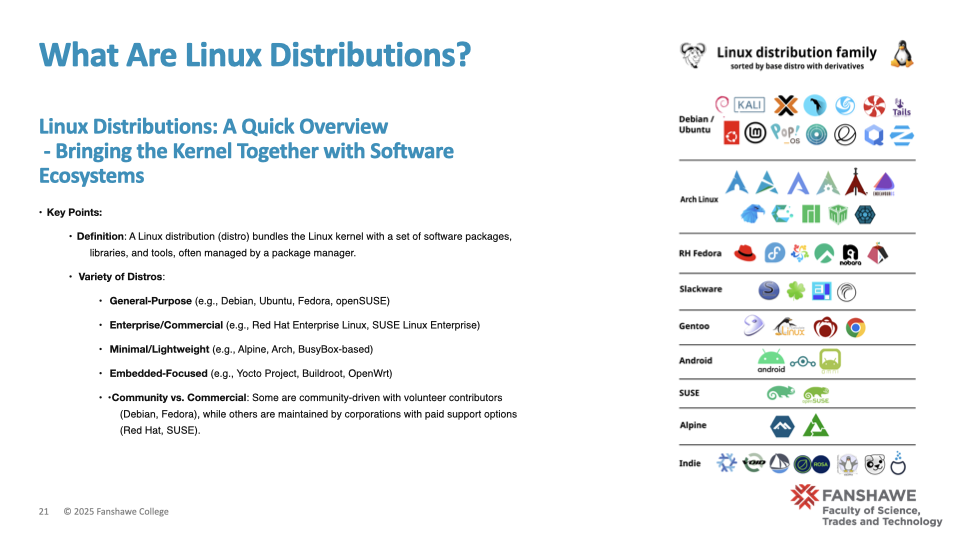 What Are Linux Distributions?
Linux Distributions: A Quick Overview
- Bringing the Kernel Together with Software
Ecosystems
• Key Points:
• Definition: A Linux distribution (distro) bundles the Linux kernel with a set of software packages,
libraries, and tools, often managed by a package manager.
• Variety of Distros:
• General-Purpose (e.g., Debian, Ubuntu, Fedora, openSUSE)
• Enterprise/Commercial (e.g., Red Hat Enterprise Linux, SUSE Linux Enterprise)
• Minimal/Lightweight (e.g., Alpine, Arch, BusyBox-based)
• Embedded-Focused (e.g., Yocto Project, Buildroot, OpenWrt)
• •Community vs. Commercial: Some are community-driven with volunteer contributors
(Debian, Fedora), while others are maintained by corporations with paid support options
(Red Hat, SUSE).
Linux distribution family
sorted by base distro with derivatives
Debian /
Ubuntu
KALI
Tails
Pop!
OS
Arch Linux
RH Fedora
nobara
Slackware
Gentoo
Linux
Android
android
SUSE
openSUSE
Alpine
Indie
VOID
ROSA
21 © 2025 Fanshawe College
FANSHAWE
Faculty of Science,
Trades and Technology